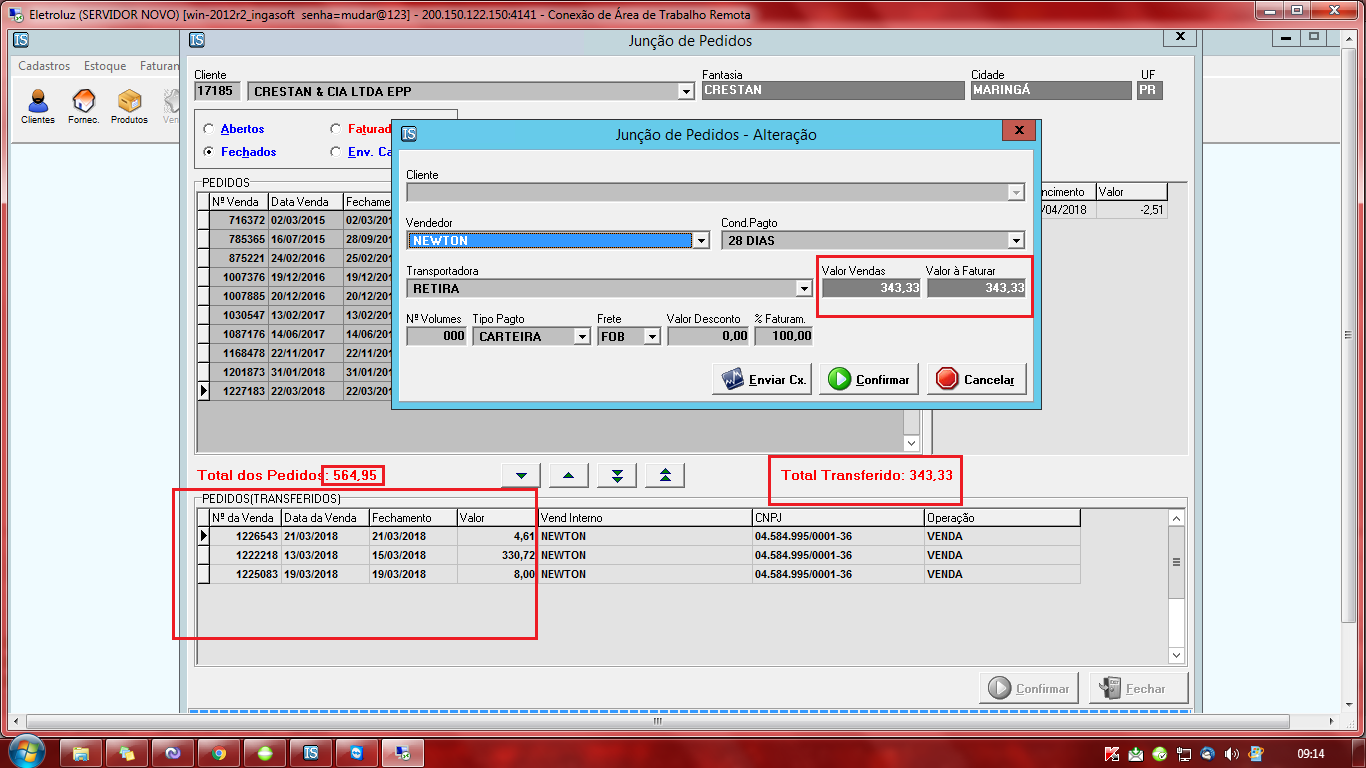 Eletroluz (SERVIDOR NOVO) [win-2012r2_ingasoft senha=mudar@123] - 200.150.122.150:4141 - Conexão de Área de Trabalho Remota
IS
IS
Junção de Pedidos
Cadastros Estoque Faturan
Clientes Fornec. Produtos Ven
Cliente Fantasia Cidade UF
17185 CRESTAN & CIA LTDA EPP CRESTAN MARINGÁ PR
Abertos Faturad
Fechados Env. Ca
IS Junção de Pedidos - Alteração
Cliente
Vendedor Cond.Pagto
NEWTON 28 DIAS
Transportadora Valor Vendas Valor à Faturar
RETIRA 343,33 343,33
Nº Volumes Tipo Pagto Frete Valor Desconto % Faturam.
000 CARTEIRA FOB 0,00 100,00
Enviar Cx. Confirmar Cancelar
PEDIDOS
Nº Venda Data Venda Fechame ncimento Valor
716372 02/03/2015 02/03/201 /04/2018 -2,51
785365 16/07/2015 28/09/201
875221 24/02/2016 25/02/201
1007376 19/12/2016 19/12/201
1007885 20/12/2016 20/12/201
1030547 13/02/2017 13/02/201
1087176 14/06/2017 14/06/201
1168478 22/11/2017 22/11/201
1201873 31/01/2018 31/01/201
1227183 22/03/2018 22/03/201
Total dos Pedidos: 564,95 Total Transferido: 343,33
PEDIDOS(TRANSFERIDOS)
Nº da Venda Data da Venda Fechamento Valor Vend Interno CNPJ Operação
1226543 21/03/2018 21/03/2018 4,61 NEWTON 04.584.995/0001-36 VENDA
1222218 13/03/2018 15/03/2018 330,72 NEWTON 04.584.995/0001-36 VENDA
1225083 19/03/2018 19/03/2018 8,00 NEWTON 04.584.995/0001-36 VENDA
Confirmar Fechar
IS
09:14